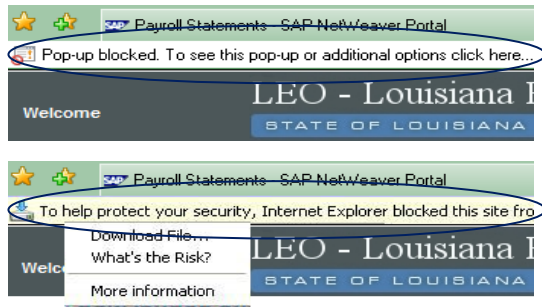 SAP Payroll Statements - SAP NetWeaver Portal
Pop-up blocked. To see this pop-up or additional options click here...
LEO - Louisiana
Welcome
STATE OF LOUISIANA
SAP Payroll Statements - SAP NetWeaver Portal
To help protect your security, Internet Explorer blocked this site fro
Download File...
What's the Risk?
LEO - Louisiana
Welc
STATE OF LOUISIANA
More information